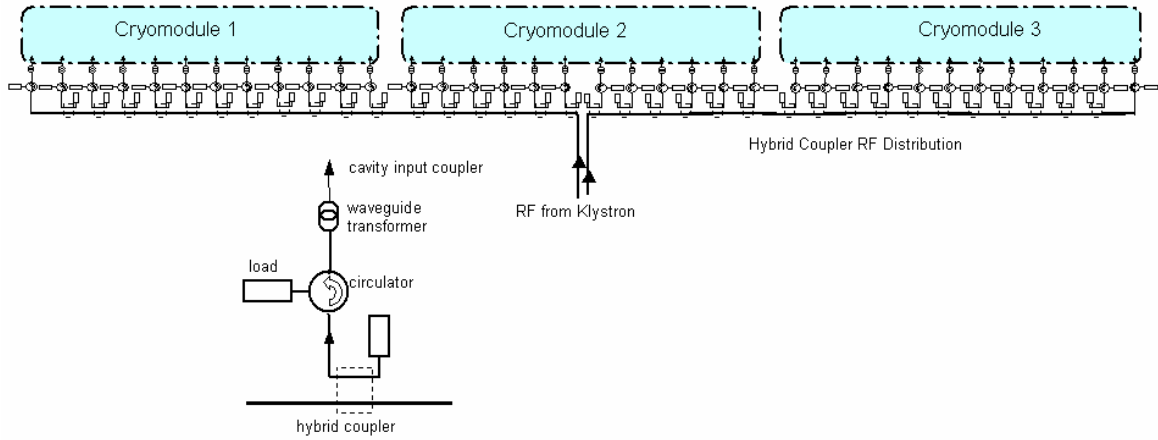 Cryomodule 1
Cryomodule 2
Cryomodule 3
Hybrid Coupler RF Distribution
cavity input coupler
RF from Klystron
waveguide
transformer
load
circulator
hybrid coupler